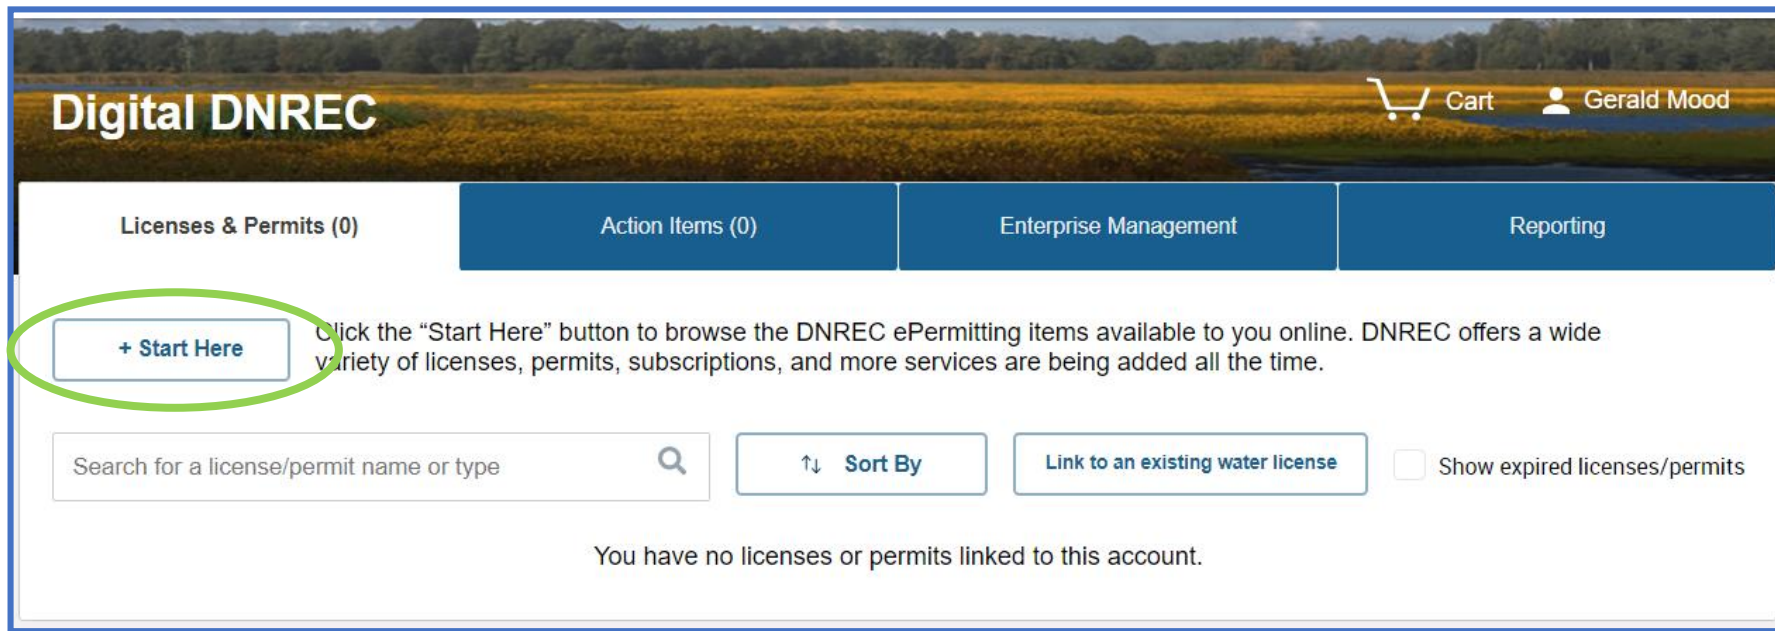 Digital DNREC
Cart
Gerald Mood
Licenses & Permits (0)
Action Items (0)
Enterprise Management
Reporting
+ Start Here
Click the “Start Here” button to browse the DNREC ePermitting items available to you online. DNREC offers a wide
variety of licenses, permits, subscriptions, and more services are being added all the time.
Search for a license/permit name or type
Sort By
Link to an existing water license
Show expired licenses/permits
You have no licenses or permits linked to this account.